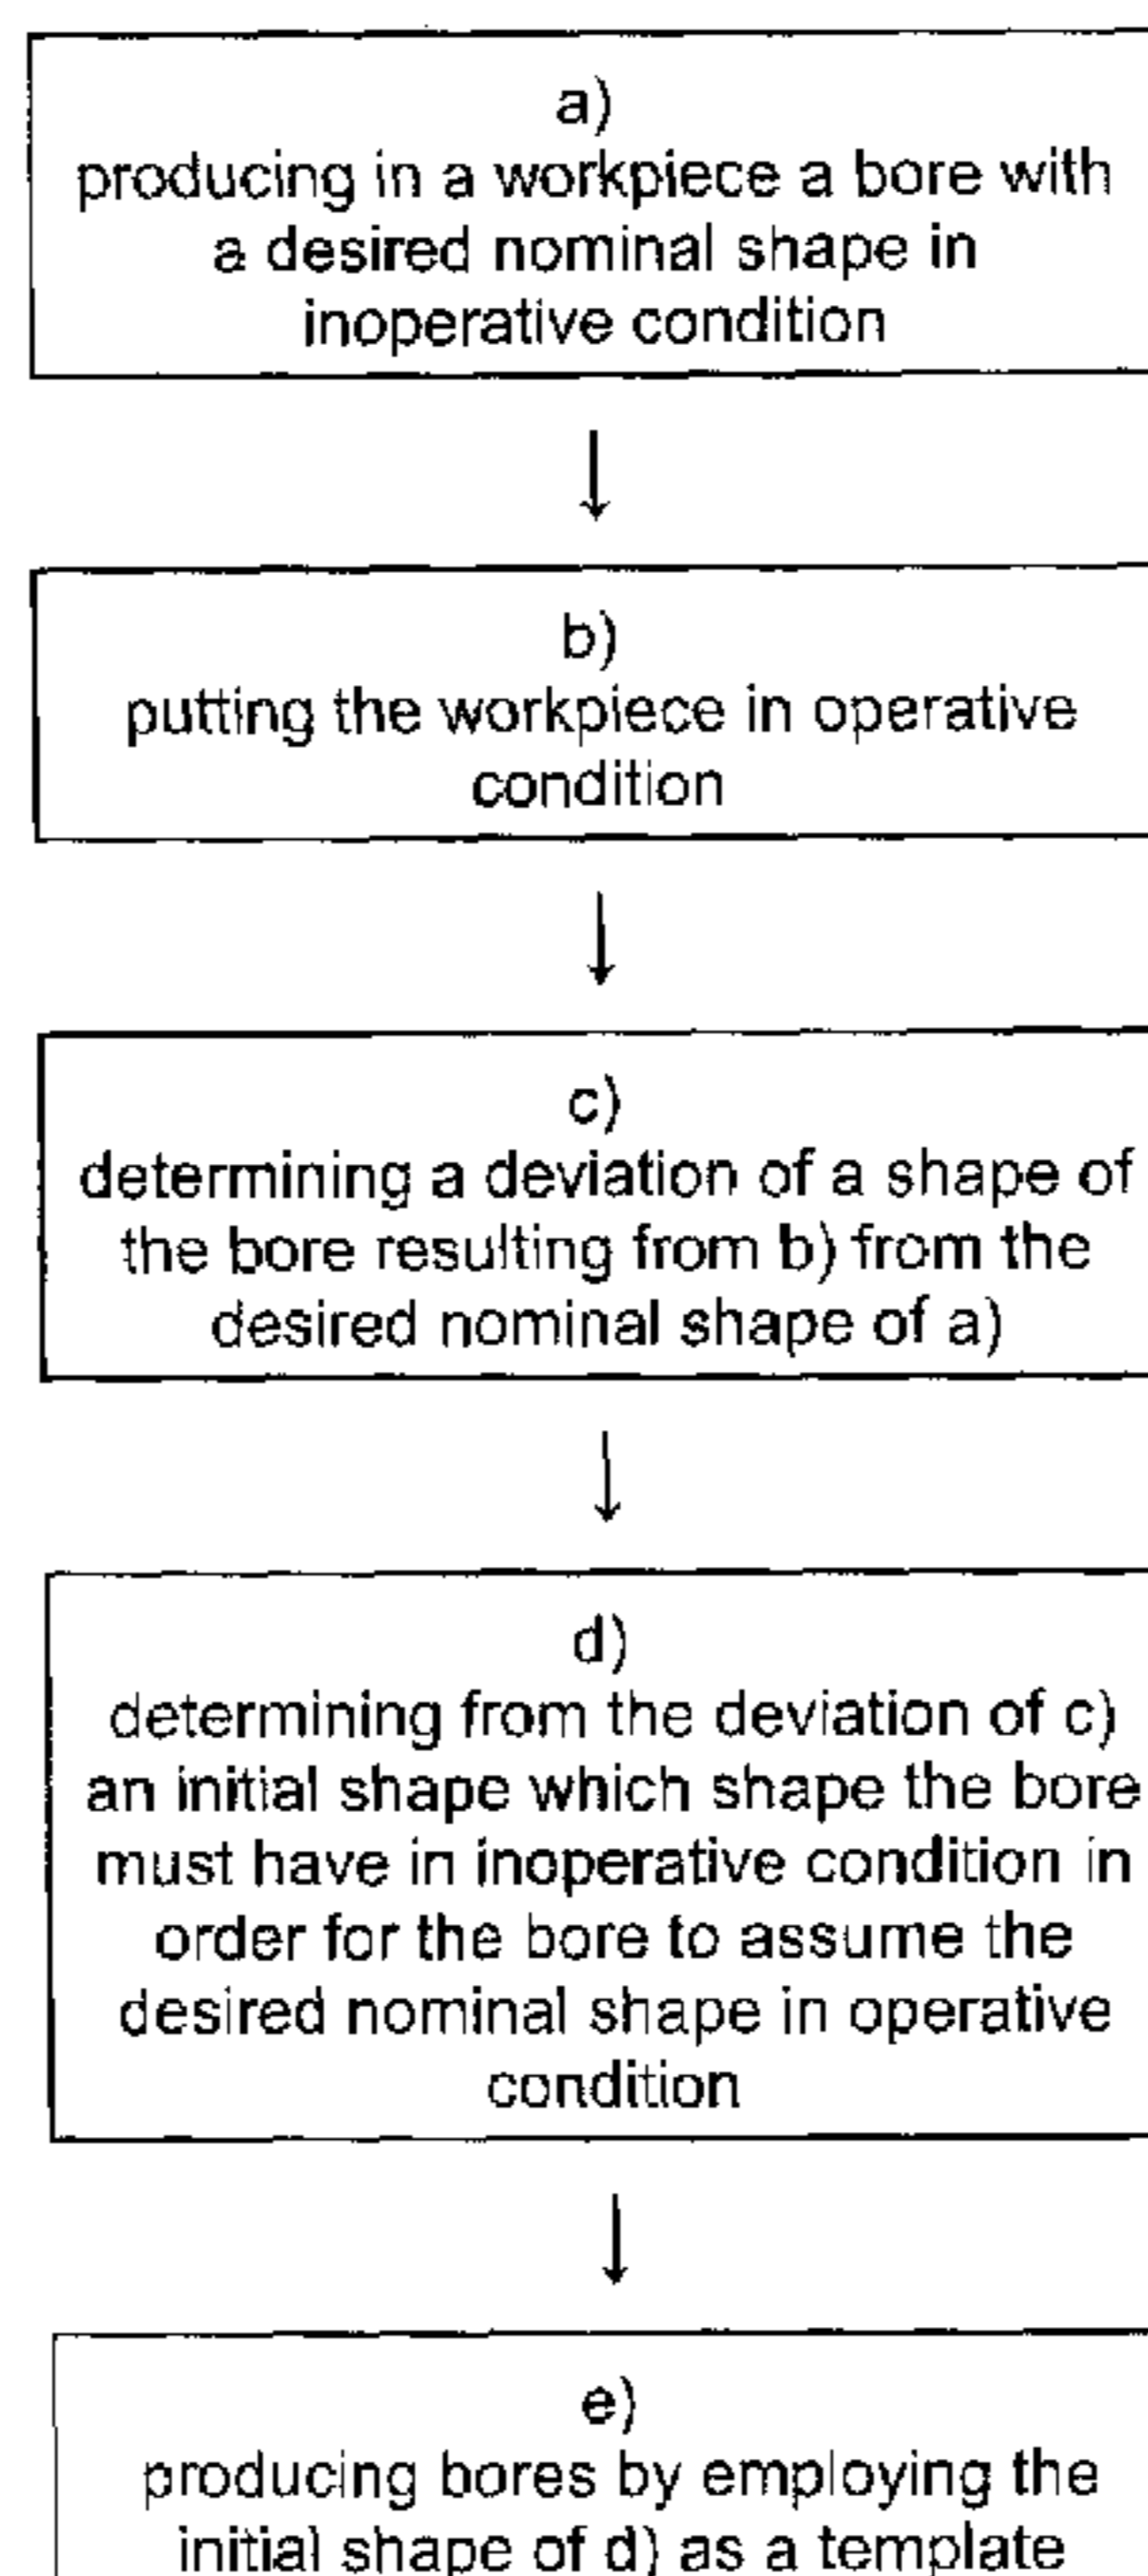 a)
producing in a workpiece a bore with
a desired nominal shape in
inoperative condition
b)
putting the workpiece in operative
condition
c)
determining a deviation of a shape of
the bore resulting from b) from the
desired nominal shape of a)
d)
determining from the deviation of c)
an initial shape which shape the bore
must have in inoperative condition in
order for the bore to assume the
desired nominal shape in operative
condition
e)
producing bores by employing the
initial shape of d) as a template